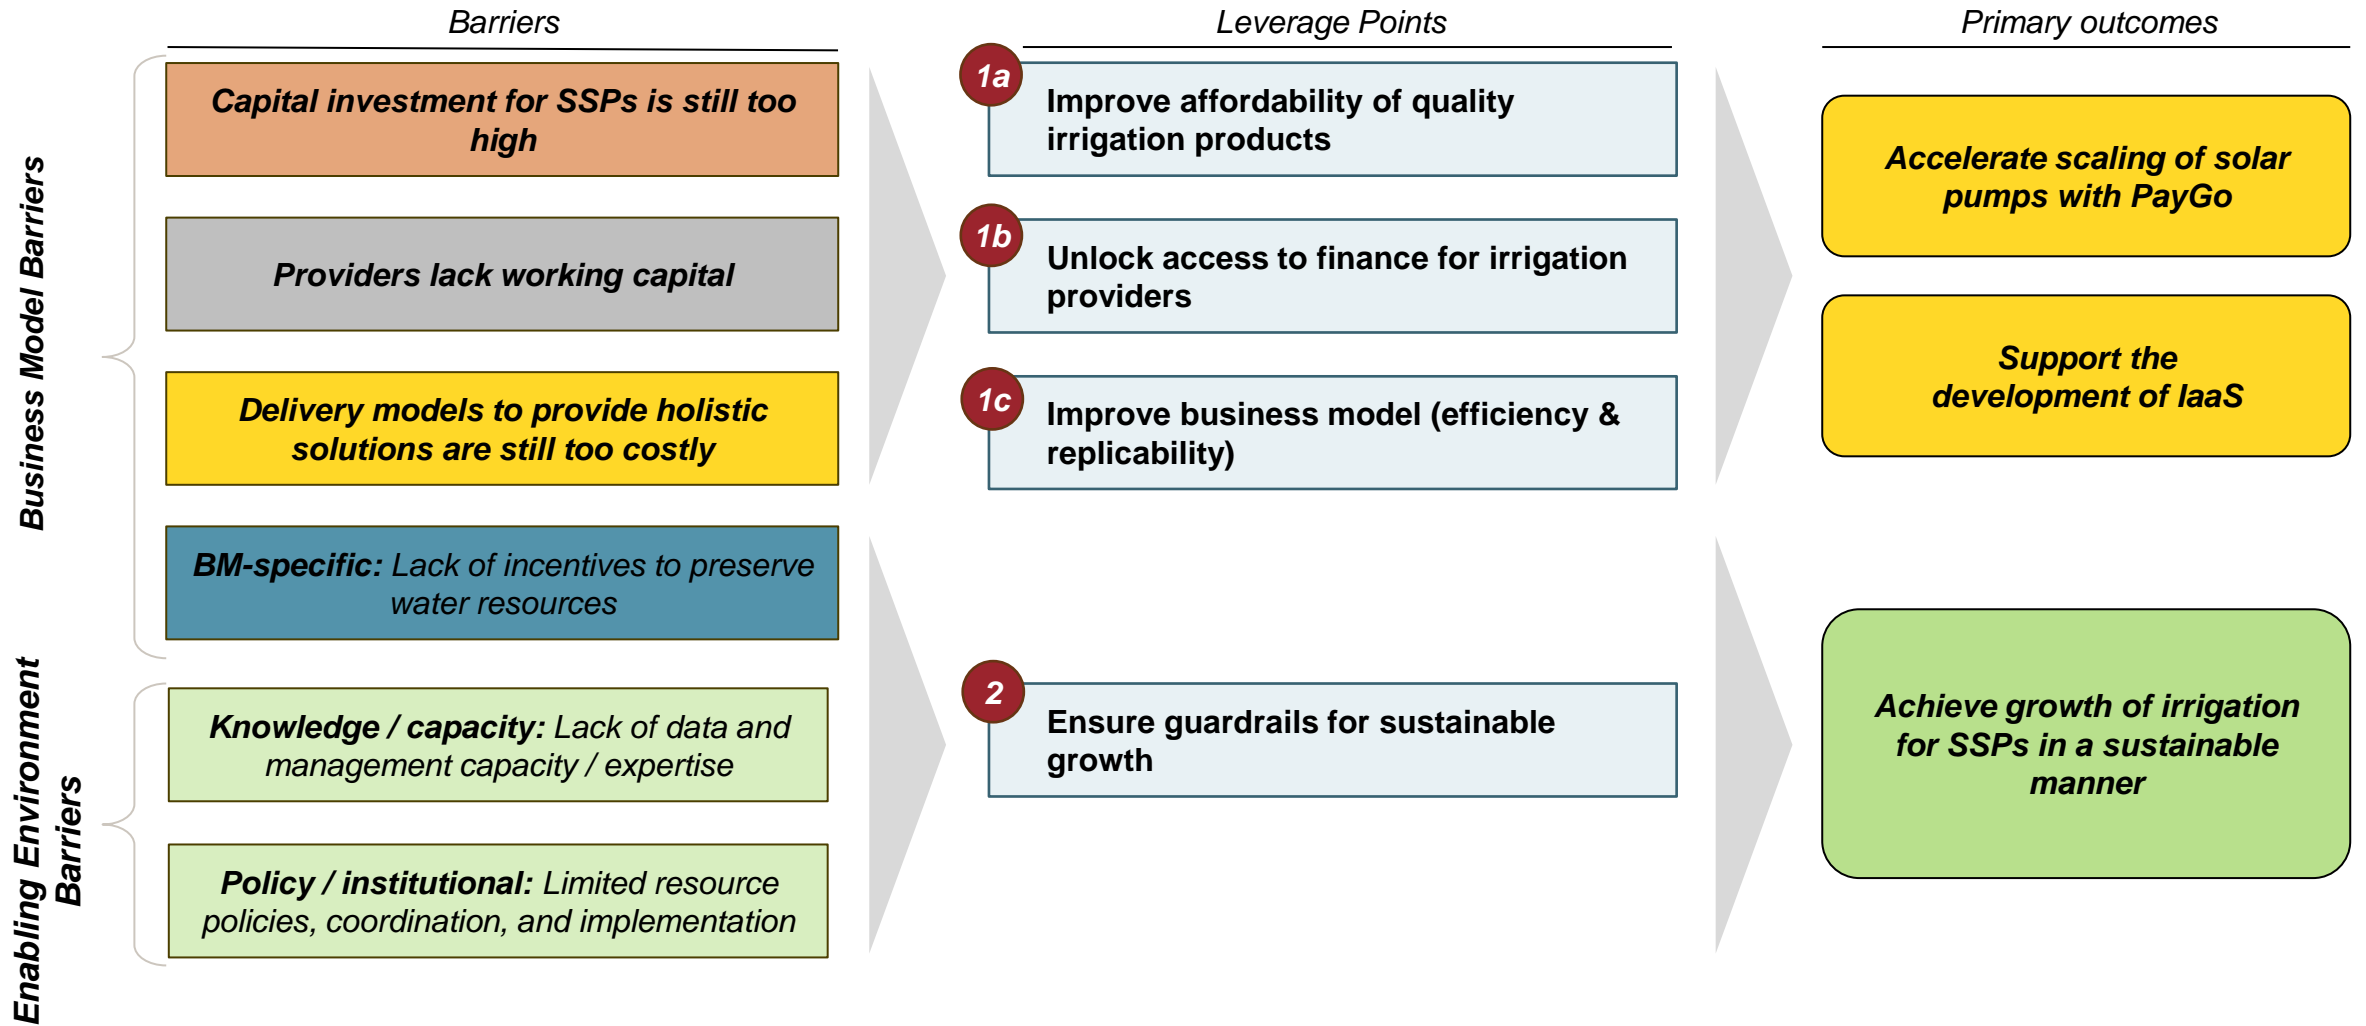 Barriers
Leverage Points
Primary outcomes
Business Model Barriers
Capital investment for SSPs is still too
high
Providers lack working capital
Delivery models to provide holistic
solutions are still too costly
BM-specific: Lack of incentives to preserve
water resources
Enabling Environment
Barriers
Knowledge / capacity: Lack of data and
management capacity / expertise
Policy / institutional: Limited resource
policies, coordination, and implementation
1a
Improve affordability of quality
irrigation products
1b
Unlock access to finance for irrigation
providers
1c
Improve business model (efficiency &
replicability)
2
Ensure guardrails for sustainable
growth
Accelerate scaling of solar
pumps with PayGo
Support the
development of IaaS
Achieve growth of irrigation
for SSPs in a sustainable
manner